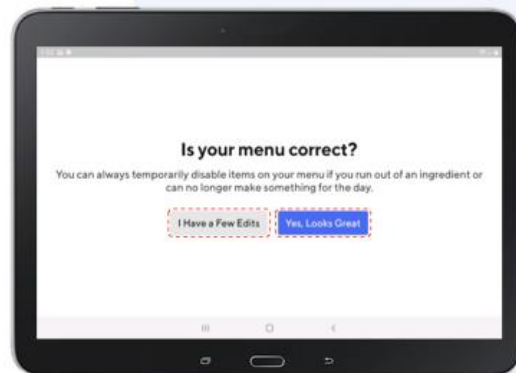 Is your menu correct?
You can always temporarily disable items on your menu if you run out of an ingredient or
can no longer make something for the day.
I Have a Few Edits
Yes, Looks Great